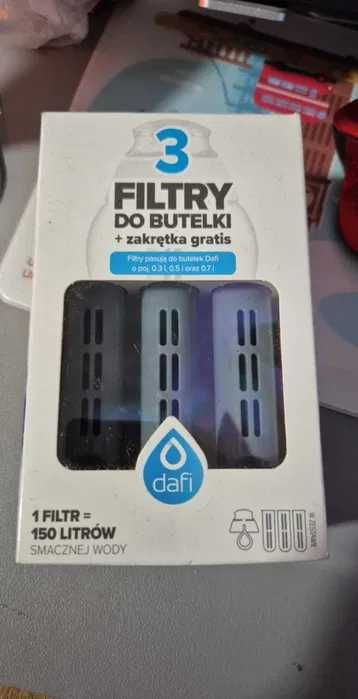 3
FILTRY
DO BUTELKI
+ zakrętka gratis
Filtry pasują do butelek Dafi
o poj. 0.3 l, 0.5 l oraz 0.7 l
dafi
1 FILTR =
150 LITRÓW
SMACZNEJ WODY
W ZESTAWIE